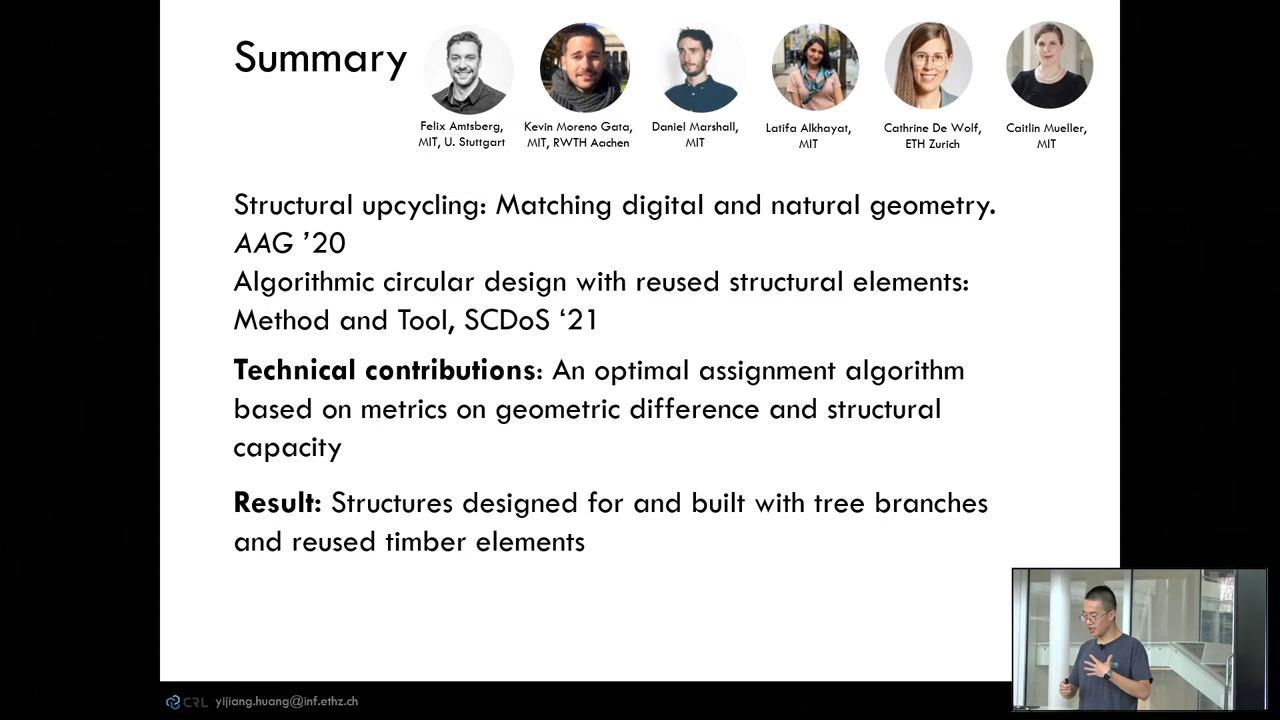 Summary
Felix Amtsberg,
MIT, U. Stuttgart
Kevin Moreno Gata,
MIT, RWTH Aachen
Daniel Marshall,
MIT
Latifa Alkhayat,
MIT
Cathrine De Wolf,
ETH Zurich
Caitlin Mueller,
MIT
Structural upcycling: Matching digital and natural geometry.
AAG ’20
Algorithmic circular design with reused structural elements:
Method and Tool, SCDoS ‘21
Technical contributions: An optimal assignment algorithm
based on metrics on geometric difference and structural
capacity
Result: Structures designed for and built with tree branches
and reused timber elements
CRL yijiang.huang@inf.ethz.ch